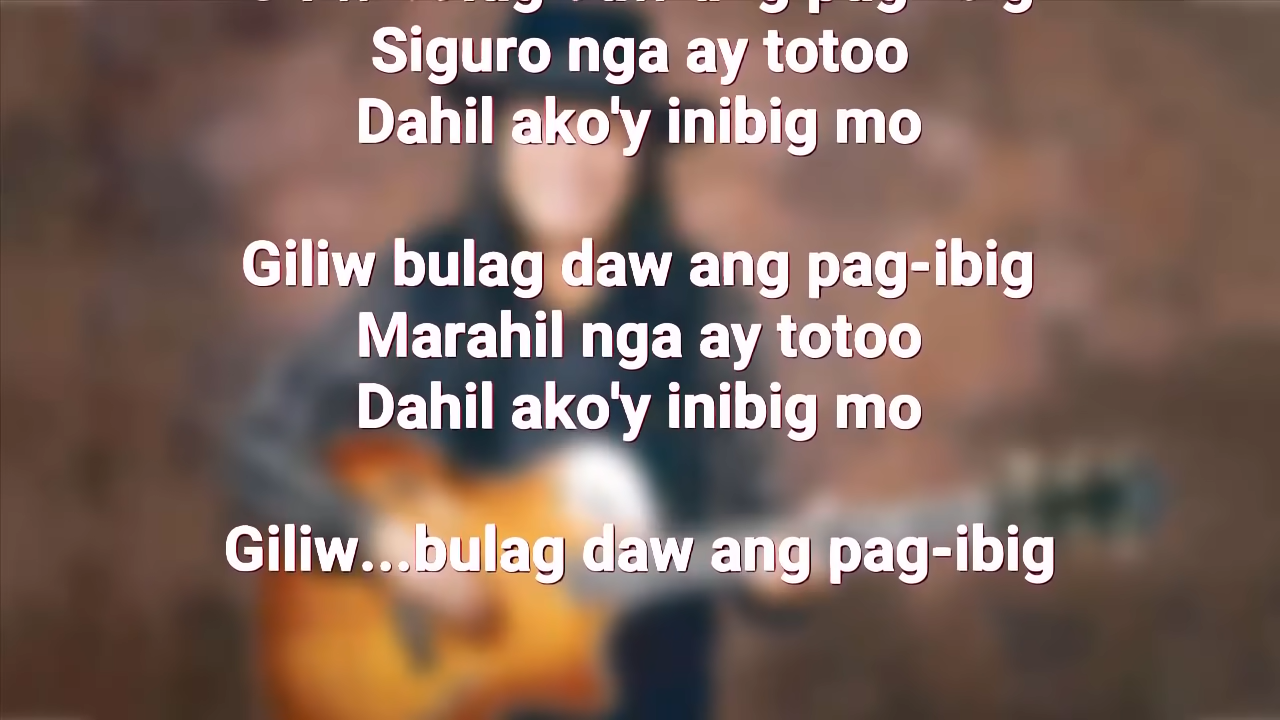 Siguro nga ay totoo
Dahil ako'y inibig mo
Giliw bulag daw ang pag-ibig
Marahil nga ay totoo
Dahil ako'y inibig mo
Giliw...bulag daw ang pag-ibig